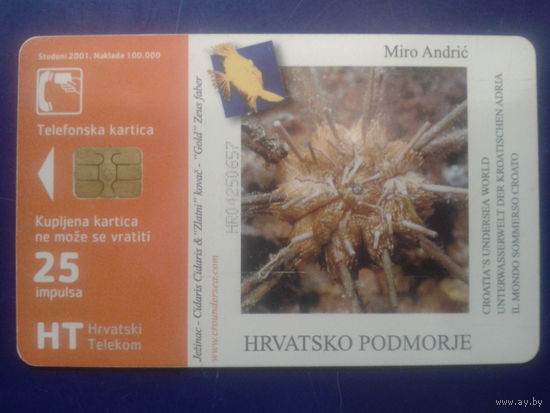 Studeni 2001. Naklada 100.000
Telefonska kartica
Kupljena kartica
ne može se vratiti
25
impulsa
HT Hrvatski
Telekom
Ježinac - Cidaris Cidaris & "Zlatni" kovač - "Gold" Zeus faber
www.croundersea.com
HR04250657
Miro Andrić
CROATIA'S UNDERSEA WORLD
UNTERWASSERWELT DER KROATISCHEN ADRIA
IL MONDO SOMMERSO CROATO
HRVATSKO PODMORJE
https://www.ay.by